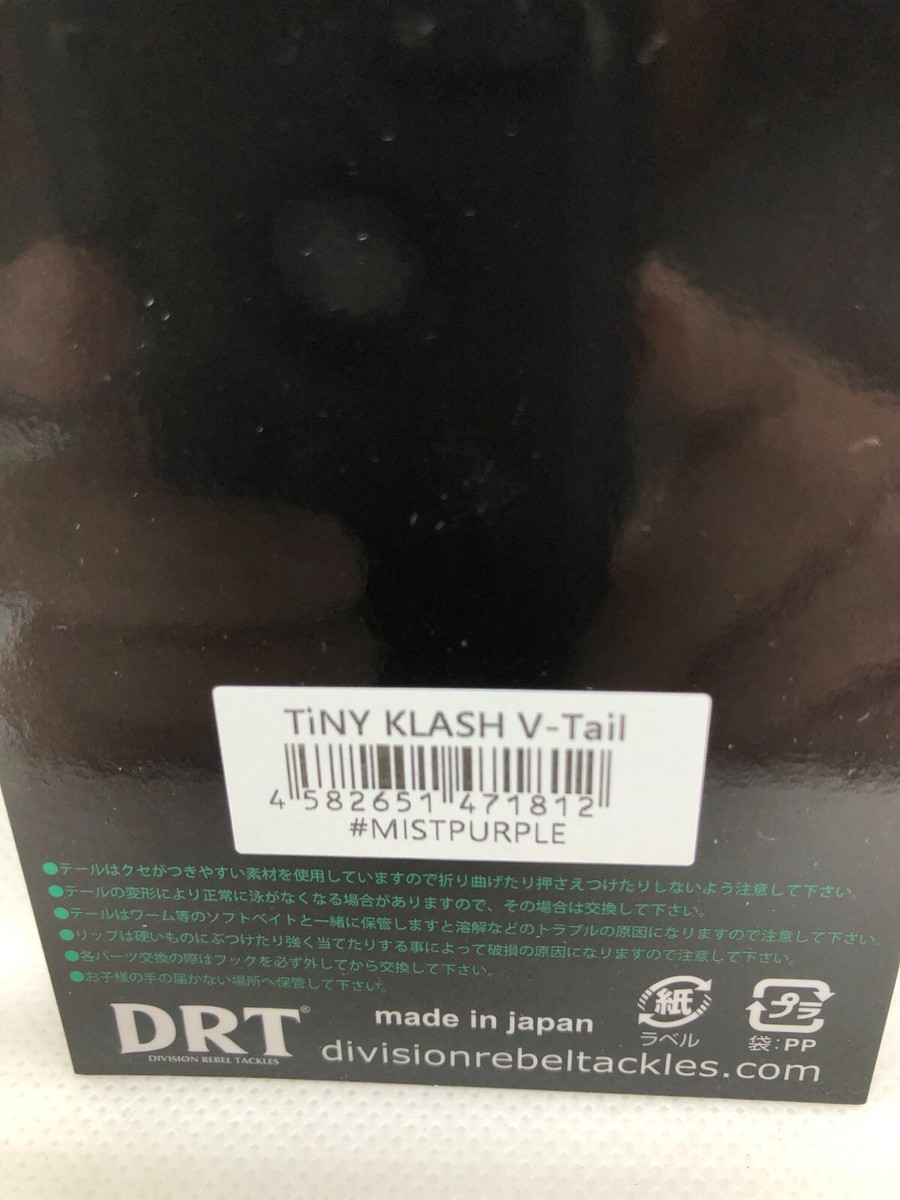 TiNY KLASH V-Tail
4 582651 471812
#MISTPURPLE
●テールはクセがつきやすい素材を使用していますので折り曲げたり押さえつけたりしないよう注意して下さい。
●テールの変形により正常に泳がなくなる場合がありますので、その場合は交換して下さい。
●テールはワーム等のソフトベイトと一緒に保管しますと溶解などのトラブルの原因になりますので注意して下さい。
●リップは硬いものにぶつけたり強く当てたりする事によって破損の原因になりますので注意して下さい。
●各パーツ交換の際はフックを必ず外してから交換して下さい。
●お子様の手の届かない場所へ保管して下さい。
DRT®
DIVISION REBEL TACKLES
made in japan
divisionrebeltackles.com
紙
ラベル
プラ
袋:PP